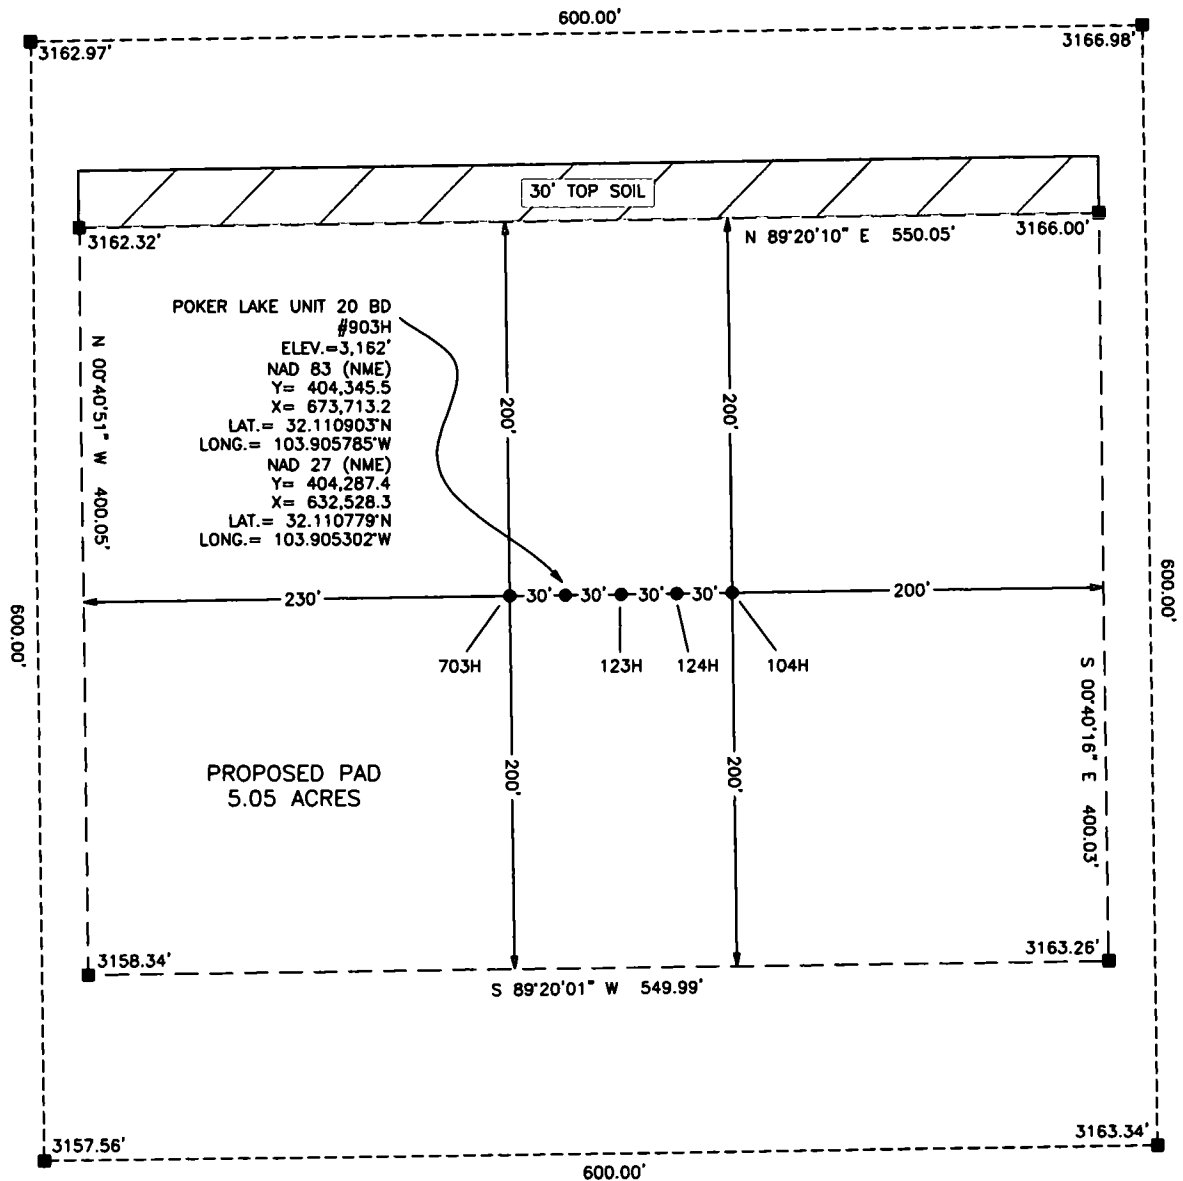 600.00'
3162.97'
3166.98'
30' TOP SOIL
3162.32'
N 89°20'10" E 550.05'
3166.00'
POKER LAKE UNIT 20 BD
#903H
ELEV.=3,162'
NAD 83 (NME)
Y= 404,345.5
X= 673,713.2
LAT.= 32.110903°N
LONG.= 103.905785°W
NAD 27 (NME)
Y= 404,287.4
X= 632,528.3
LAT.= 32.110779°N
LONG.= 103.905302°W
N 00°40'51" W 400.05'
200'
200'
600.00'
230'
30'
30'
30'
30'
200'
600.00'
703H
123H
124H
104H
S 00°40'16" E 400.03'
PROPOSED PAD
5.05 ACRES
200'
200'
3158.34'
3163.26'
S 89°20'01" W 549.99'
3157.56'
3163.34'
600.00'